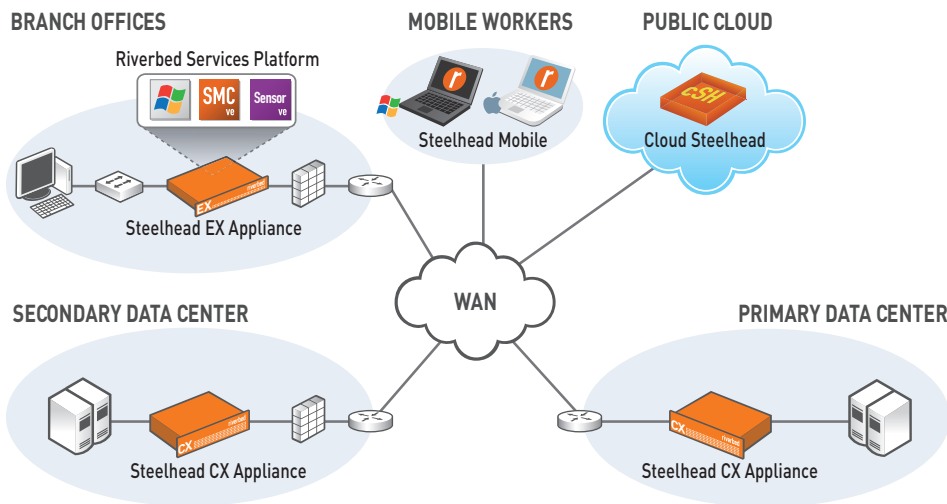 BRANCH OFFICES
MOBILE WORKERS
PUBLIC CLOUD
Riverbed Services Platform
SMC
ve
Sensor
ve
r
r
cSH
Steelhead Mobile
Cloud Steelhead
riverbed
EX
Steelhead EX Appliance
WAN
SECONDARY DATA CENTER
PRIMARY DATA CENTER
riverbed
CX
Steelhead CX Appliance
riverbed
CX
Steelhead CX Appliance